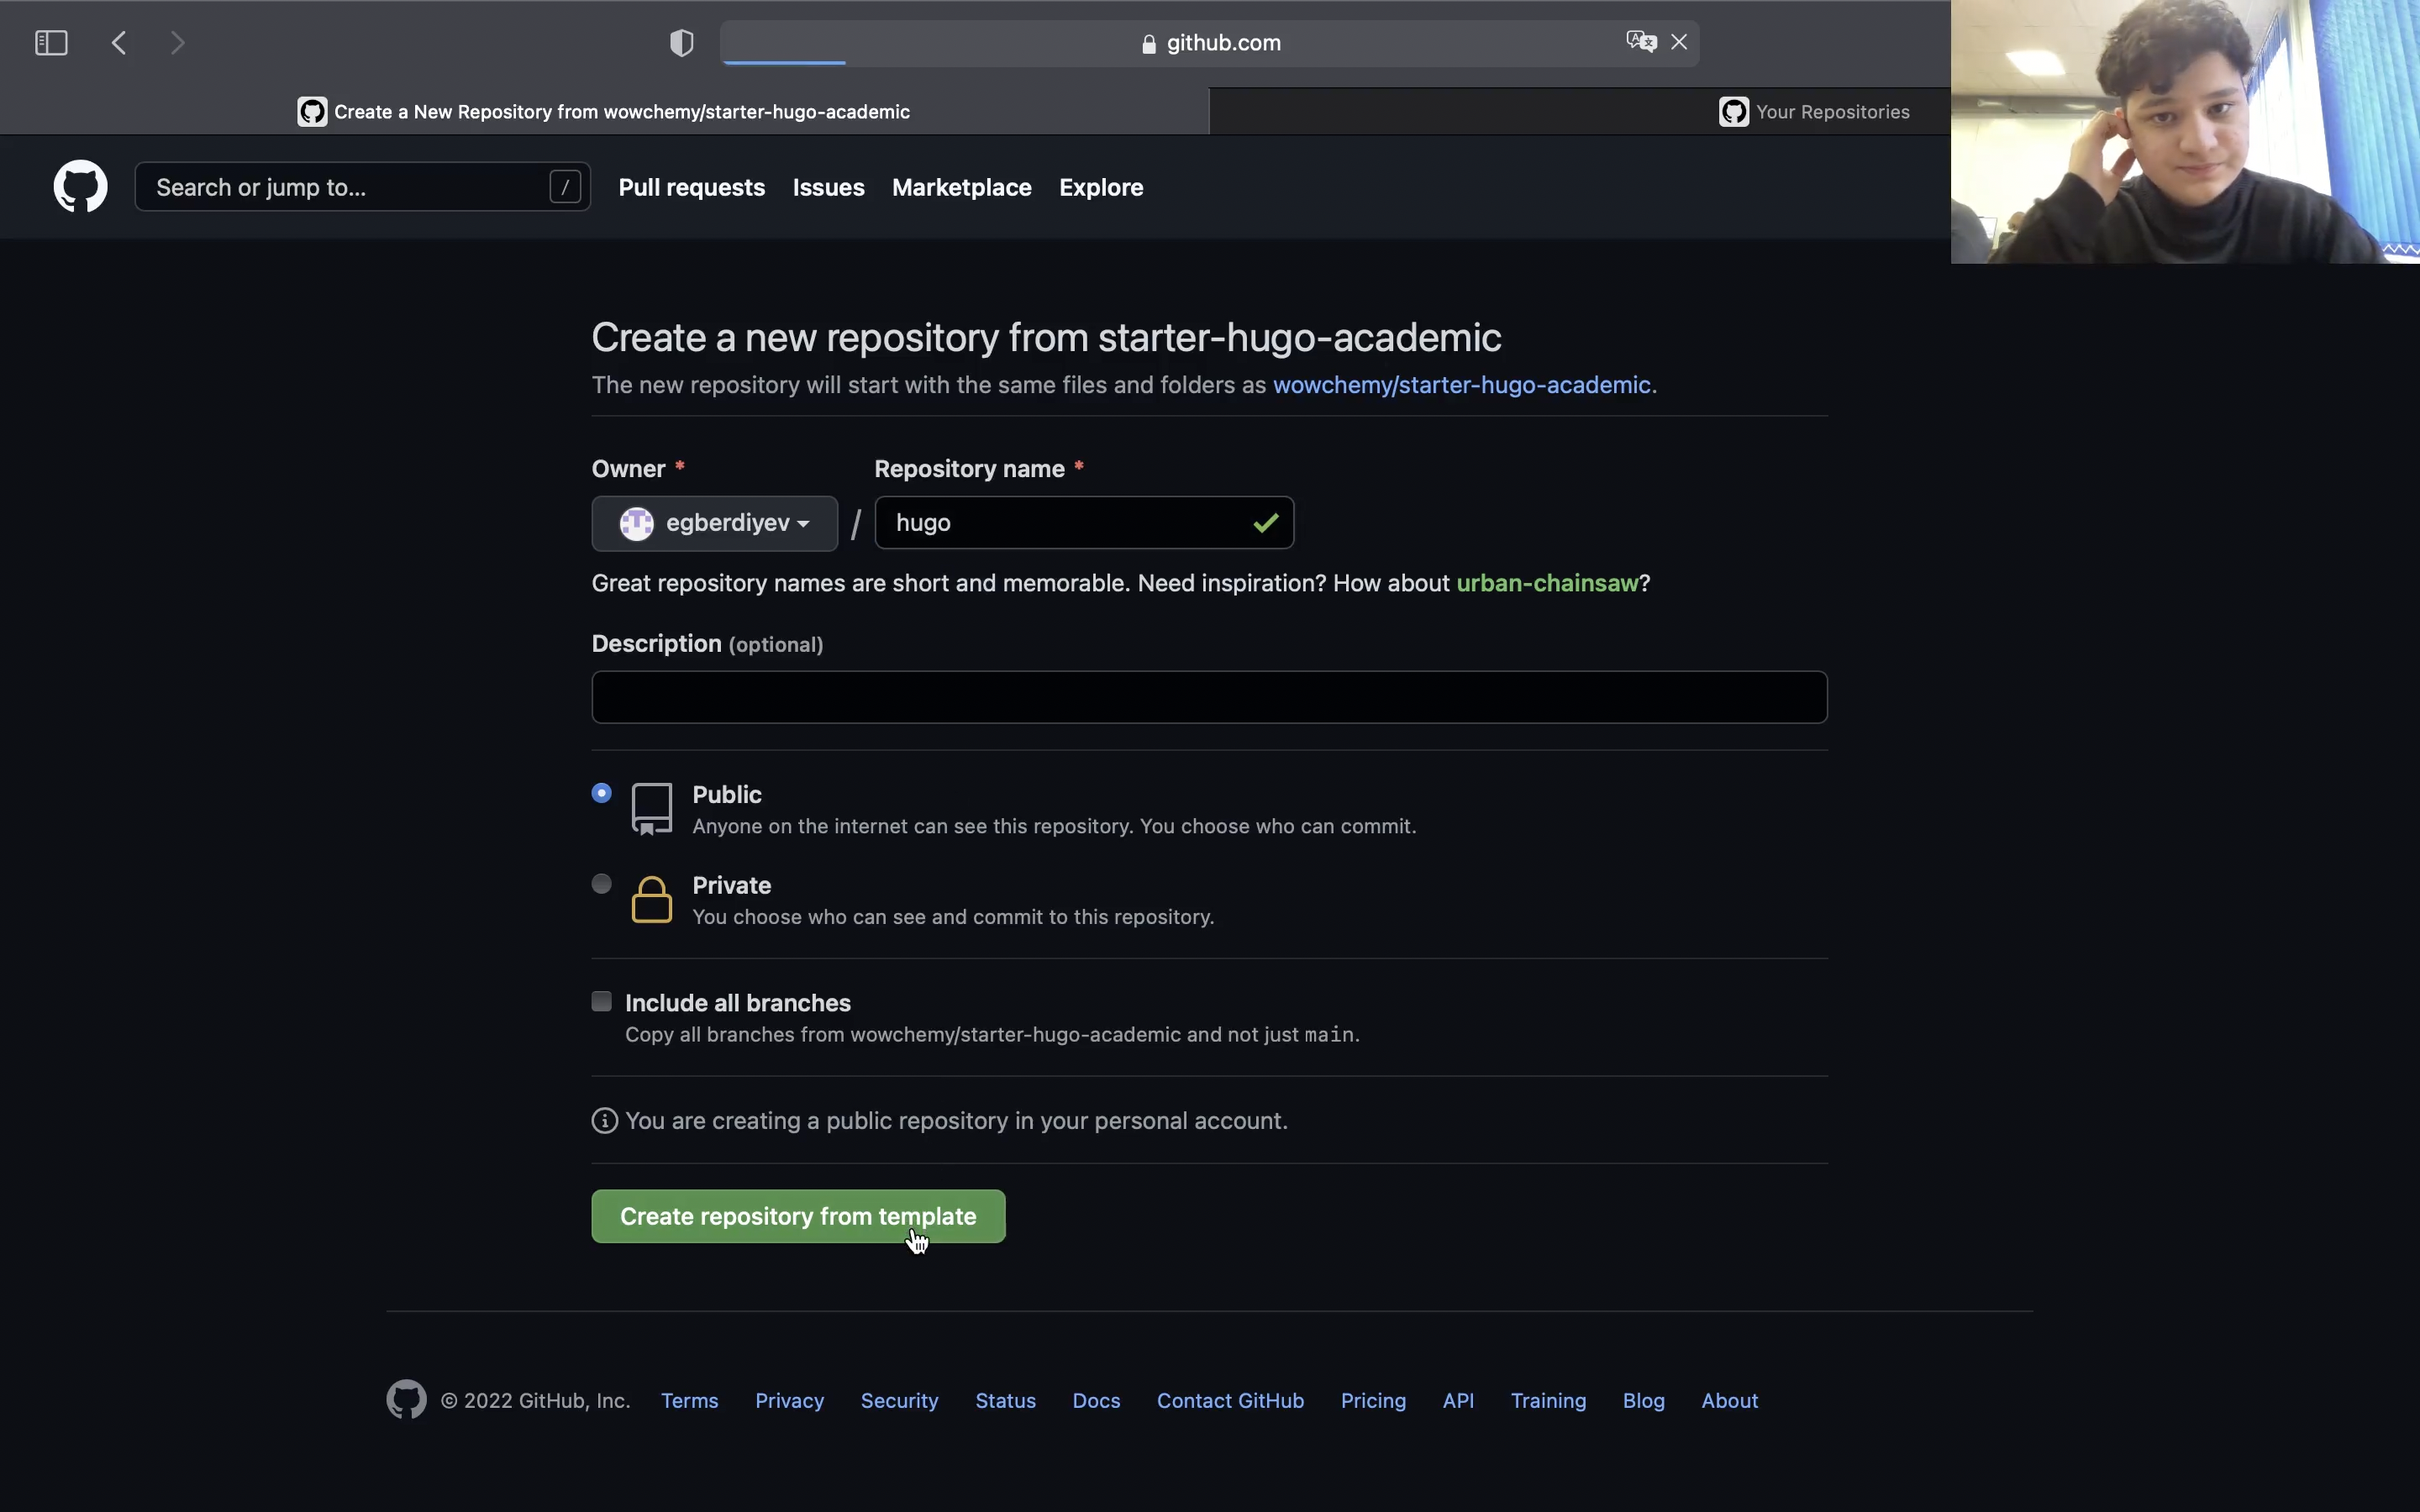 github.com
Create a New Repository from wowchemy/starter-hugo-academic
Your Repositories
Search or jump to... /
Pull requests Issues Marketplace Explore
Create a new repository from starter-hugo-academic
The new repository will start with the same files and folders as wowchemy/starter-hugo-academic.
Owner * Repository name *
egberdiyev / hugo
Great repository names are short and memorable. Need inspiration? How about urban-chainsaw?
Description (optional)
Public
Anyone on the internet can see this repository. You choose who can commit.
Private
You choose who can see and commit to this repository.
Include all branches
Copy all branches from wowchemy/starter-hugo-academic and not just main.
You are creating a public repository in your personal account.
Create repository from template
© 2022 GitHub, Inc. Terms Privacy Security Status Docs Contact GitHub Pricing API Training Blog About